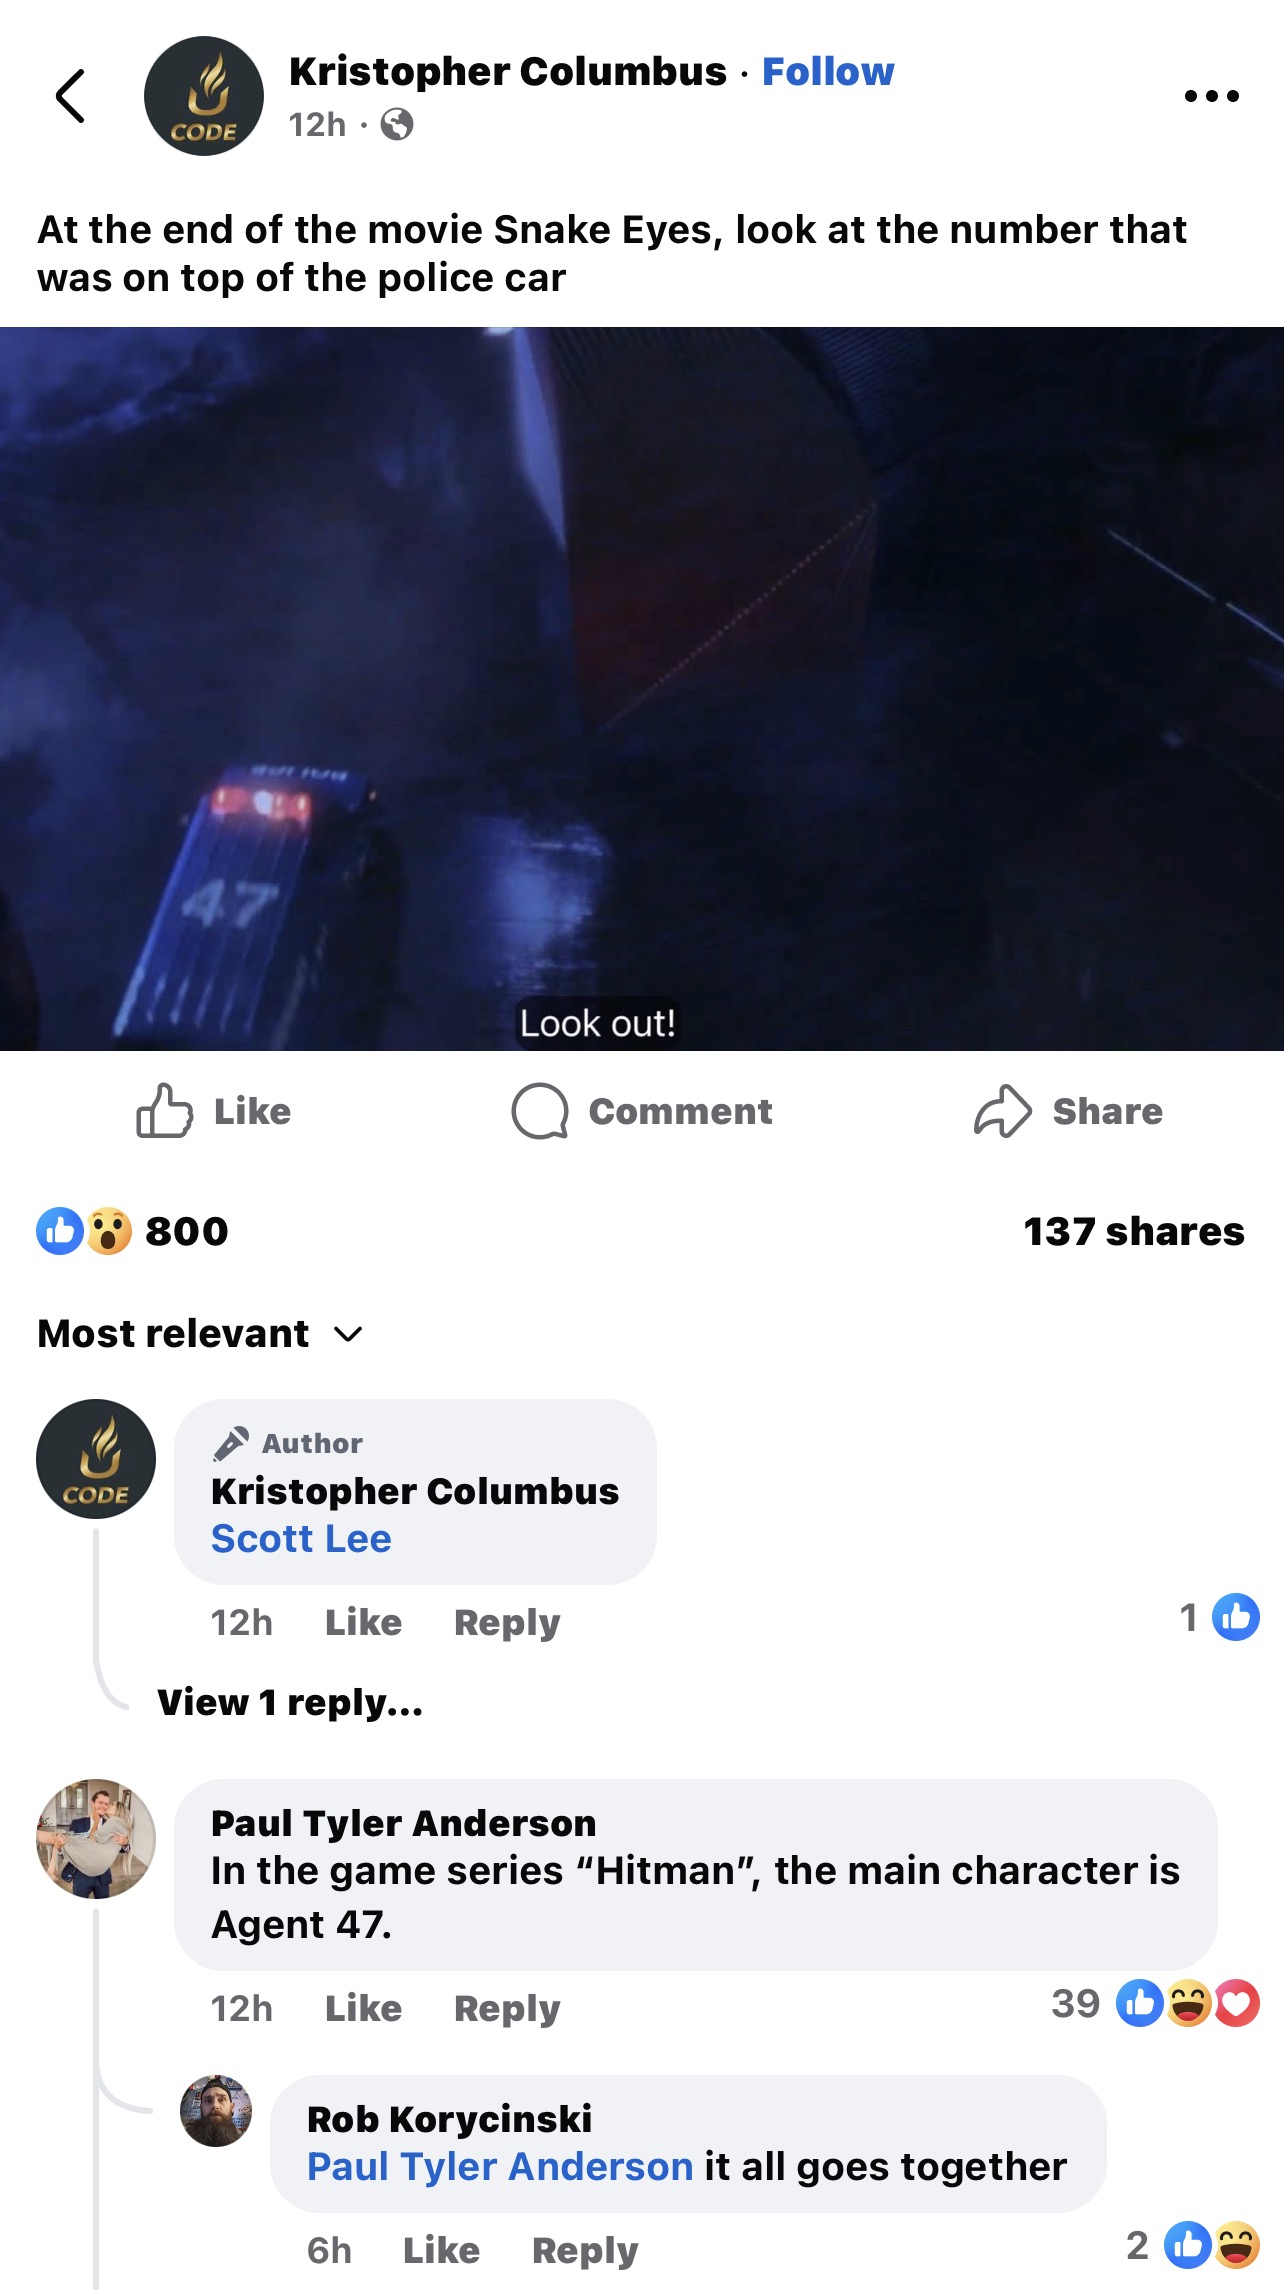 CODE
Kristopher Columbus · Follow
12h ·
At the end of the movie Snake Eyes, look at the number that
was on top of the police car
POLICE
47
Look out!
Like
Comment
Share
800
137 shares
Most relevant
CODE
Author
Kristopher Columbus
Scott Lee
12h Like Reply
1
View 1 reply...
Paul Tyler Anderson
In the game series “Hitman”, the main character is
Agent 47.
12h Like Reply
39
Rob Korycinski
Paul Tyler Anderson it all goes together
6h Like Reply
2